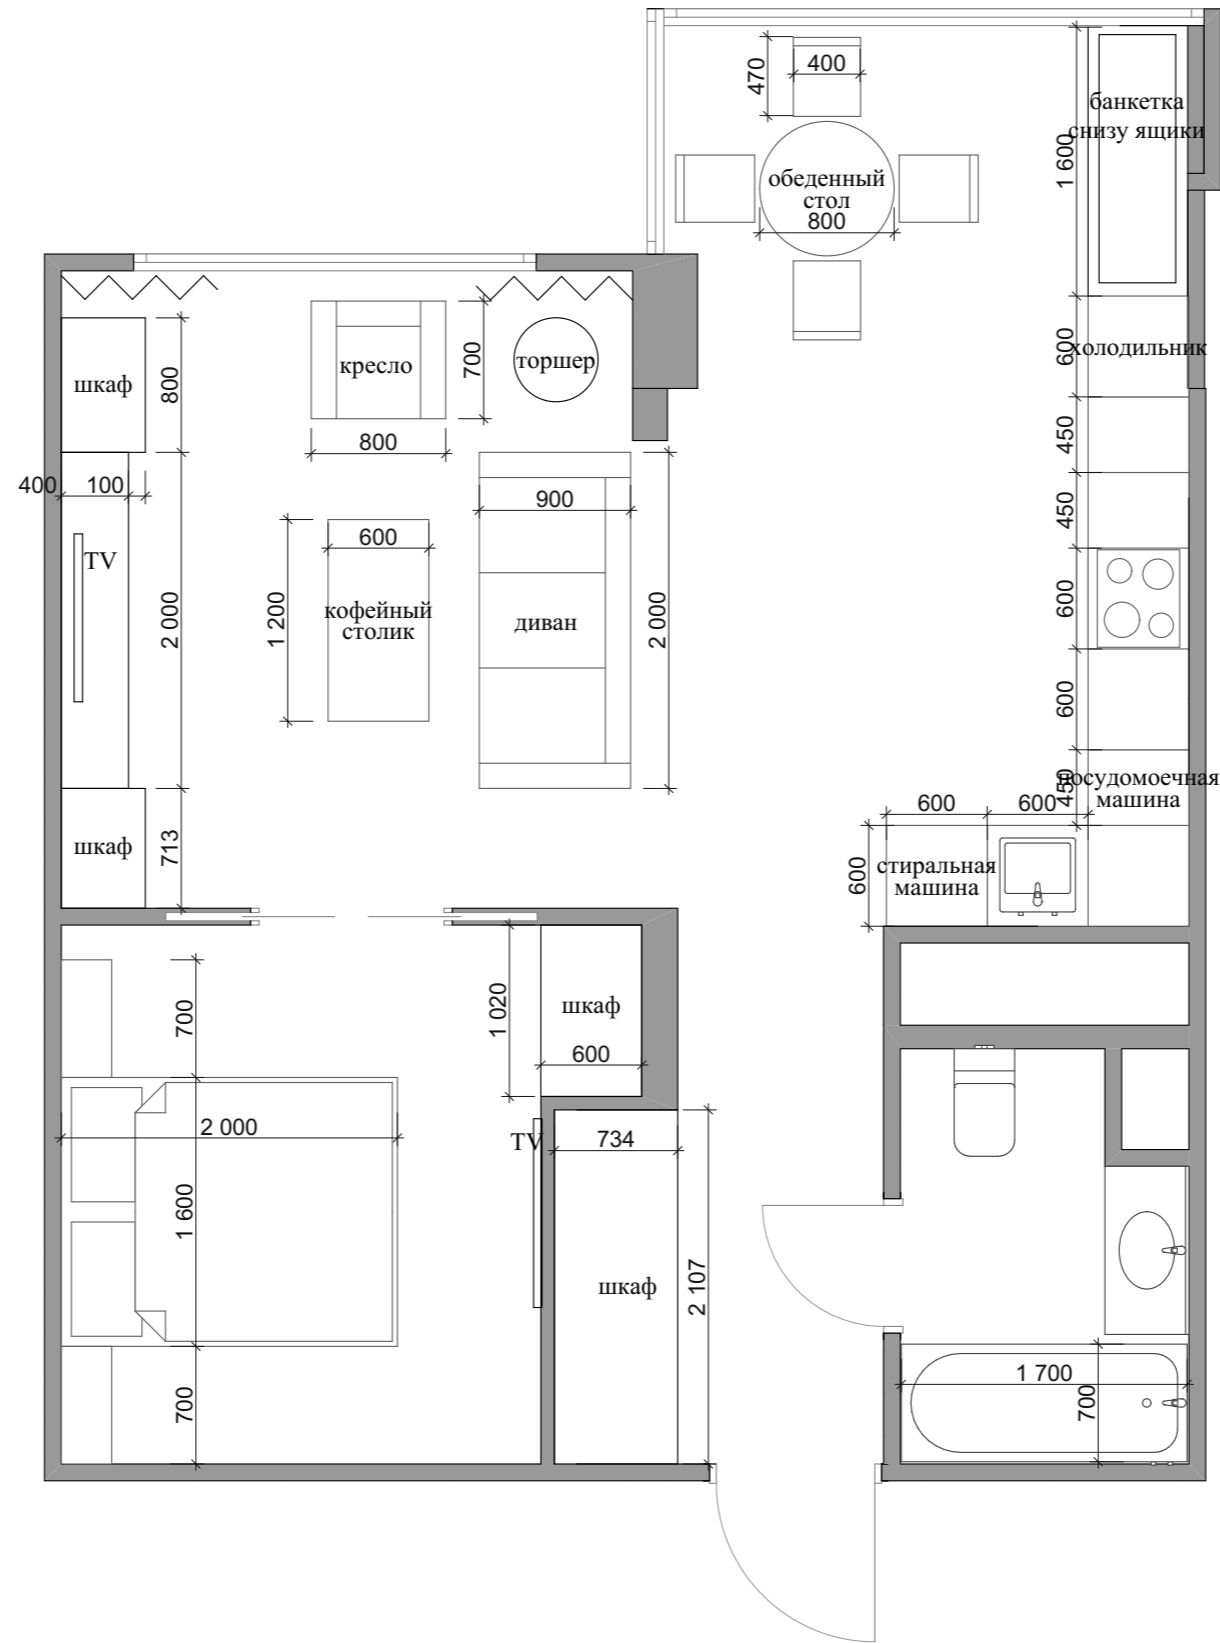 470
400
банкетка
снизу ящики
1 600
обеденный
стол
800
шкаф
800
кресло
700
торшер
800
600
холодильник
450
400
100
900
450
TV
600
1 200
2 000
кофейный
столик
диван
2 000
600
600
посудомоечная
машина
450
600
600
шкаф
713
600
стиральная
машина
700
1 020
шкаф
600
2 000
TV
734
1 600
шкаф
2 107
700
1 700
700